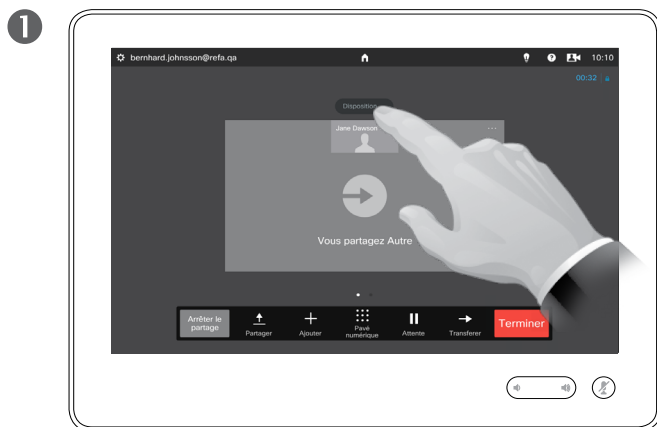 1
bernhard.johnsson@refa.qa
10:10
00:32
Disposition
Jane Dawson
...
Vous partagez Autre
Arrêter le
partage
Partager
Ajouter
Pavé
numérique
Attente
Transferer
Terminer